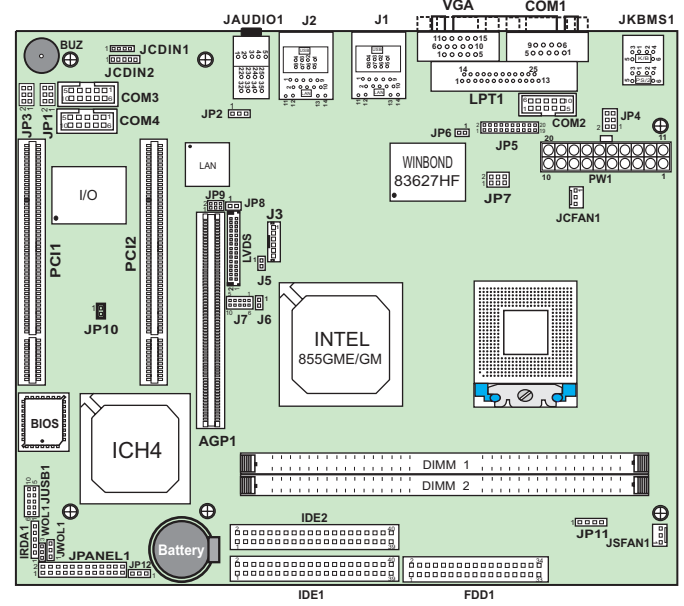 VGA COM1
JAUDIO1 J2 J1 JKBMS1
BUZ
JCDIN1
JCDIN2
COM3
COM4
JP3
JP1
JP2
LPT1
COM2
JP4
JP6
JP5
PW1
LAN
WINBOND
83627HF
JP7
JCFAN1
I/O
PCI1
PCI2
JP9
JP8
LVDS
J3
J5
J7
J6
JP10
INTEL
855GME/GM
BIOS
ICH4
AGP1
DIMM 1
DIMM 2
JUSB1
IRDA1
WOL1
JWOL1
JPANEL1
JP12
Battery
IDE2
IDE1
FDD1
JP11
JSFAN1